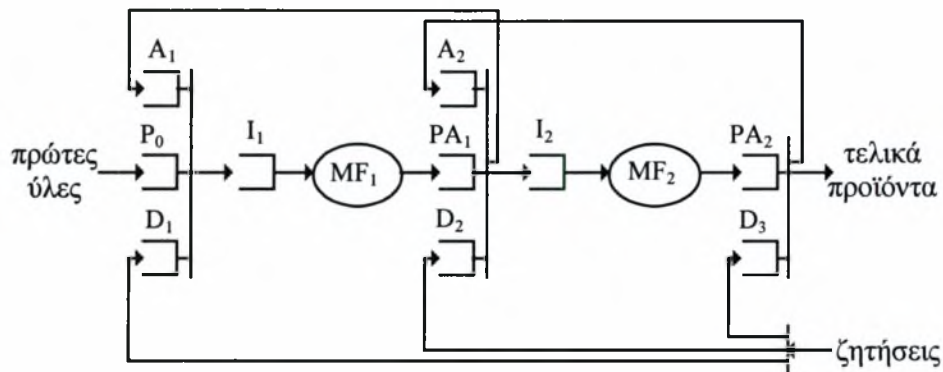 A₁
A₂
πρώτες
ύλες
P₀
I₁
MF₁
PA₁
I₂
MF₂
PA₂
τελικά
προϊόντα
D₁
D₂
D₃
ζητήσεις